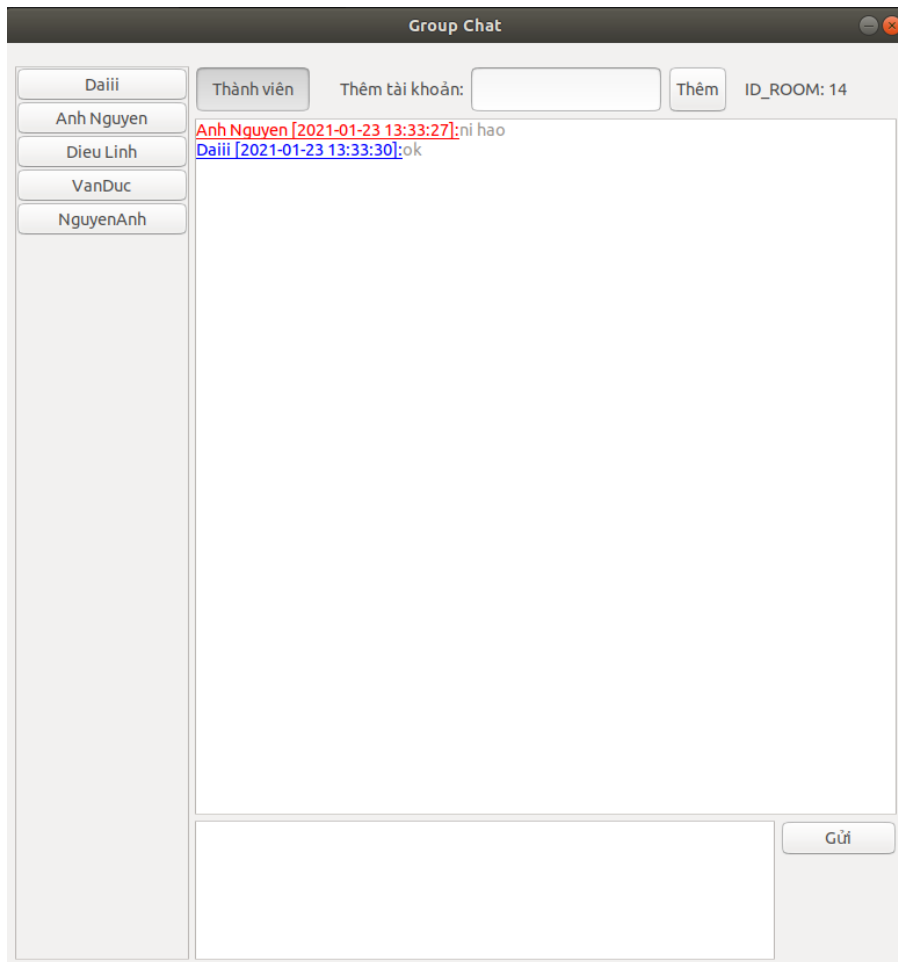 Group Chat
Daiii
Anh Nguyen
Dieu Linh
VanDuc
NguyenAnh
Thành viên
Thêm tài khoản:
Thêm
ID_ROOM: 14
Anh Nguyen [2021-01-23 13:33:27]:ni hao
Daiii [2021-01-23 13:33:30]:ok
Gửi